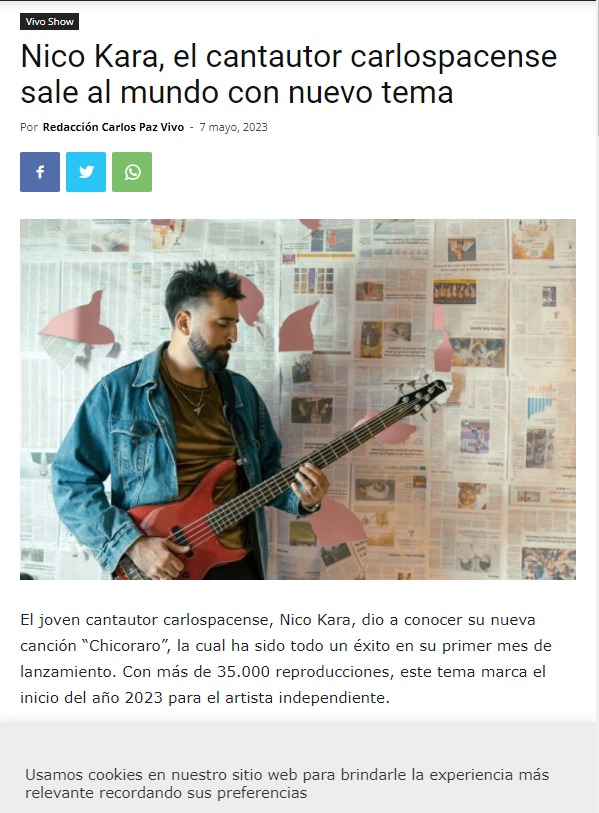 Vivo Show
Nico Kara, el cantautor carlospacense
sale al mundo con nuevo tema
Por Redacción Carlos Paz Vivo - 7 mayo, 2023
El joven cantautor carlospacense, Nico Kara, dio a conocer su nueva
canción “Chicoraro”, la cual ha sido todo un éxito en su primer mes de
lanzamiento. Con más de 35.000 reproducciones, este tema marca el
inicio del año 2023 para el artista independiente.
Usamos cookies en nuestro sitio web para brindarle la experiencia más
relevante recordando sus preferencias